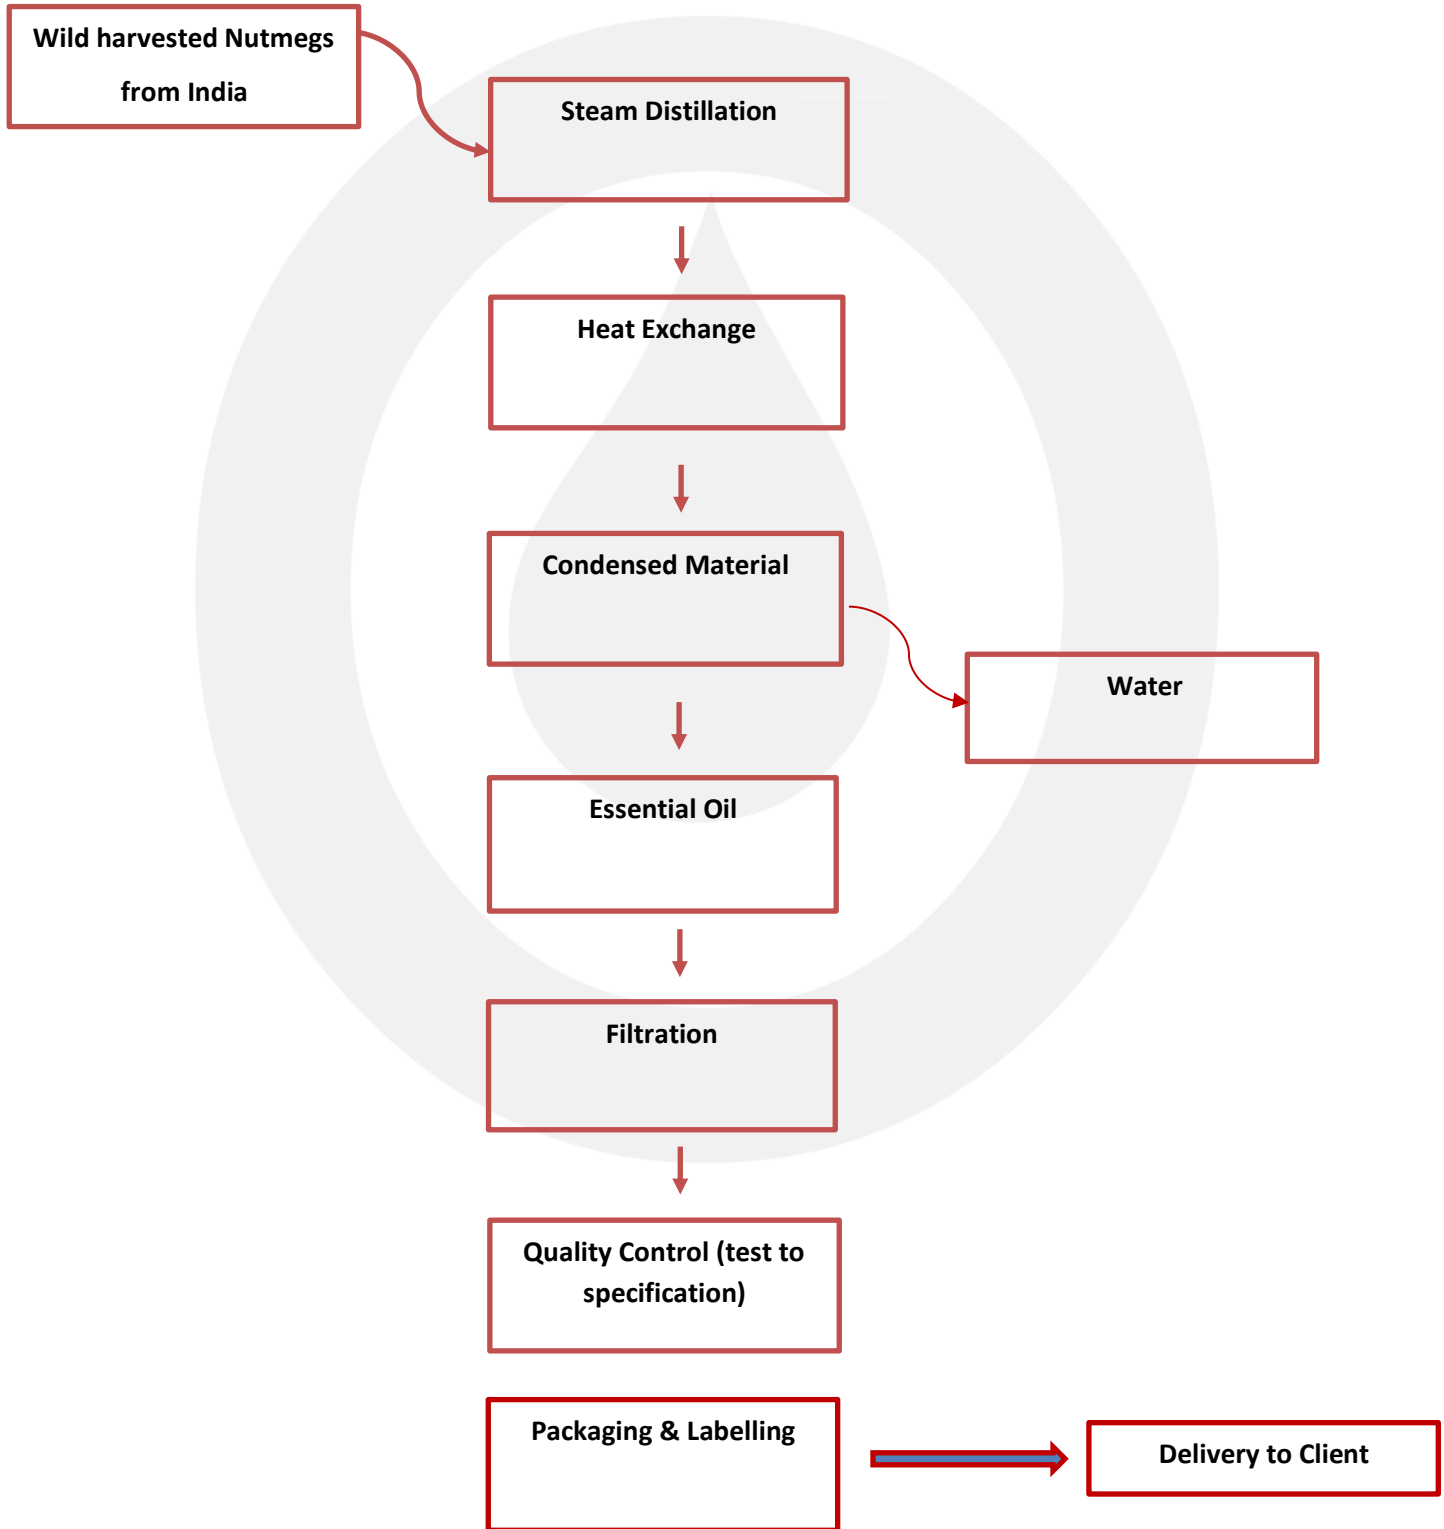 Wild harvested Nutmegs
from India
Steam Distillation
Heat Exchange
Condensed Material
Water
Essential Oil
Filtration
Quality Control (test to
specification)
Packaging & Labelling
Delivery to Client